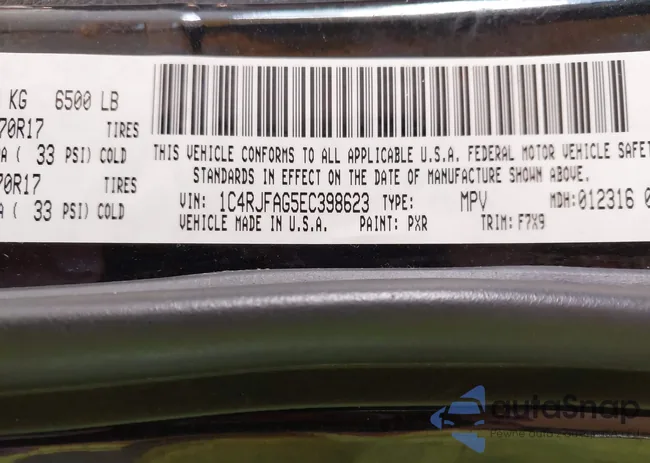 KG 6500 LB
70R17 TIRES
A ( 33 PSI) COLD
70R17 TIRES
A ( 33 PSI) COLD
THIS VEHICLE CONFORMS TO ALL APPLICABLE U.S.A. FEDERAL MOTOR VEHICLE SAFET
STANDARDS IN EFFECT ON THE DATE OF MANUFACTURE SHOWN ABOVE.
VIN: 1C4RJFAG5EC398623 TYPE: MPV MDH: 012316 0
VEHICLE MADE IN U.S.A. PAINT: PXR TRIM: F7X9
autoSnap